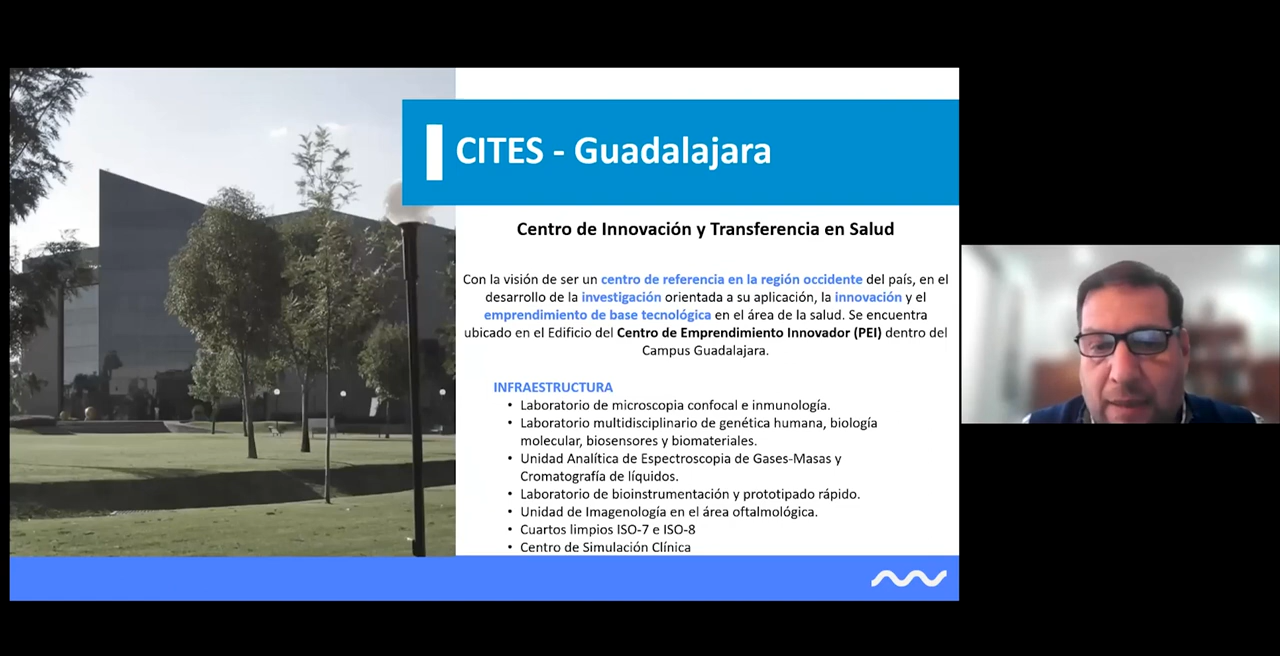 CITES - Guadalajara
Centro de Innovación y Transferencia en Salud
Con la visión de ser un centro de referencia en la región occidente del país, en el
desarrollo de la investigación orientada a su aplicación, la innovación y el
emprendimiento de base tecnológica en el área de la salud. Se encuentra
ubicado en el Edificio del Centro de Emprendimiento Innovador (PEI) dentro del
Campus Guadalajara.
INFRAESTRUCTURA
• Laboratorio de microscopia confocal e inmunología.
• Laboratorio multidisciplinario de genética humana, biología
molecular, biosensores y biomateriales.
• Unidad Analítica de Espectroscopia de Gases-Masas y
Cromatografía de líquidos.
• Laboratorio de bioinstrumentación y prototipado rápido.
• Unidad de Imagenología en el área oftalmológica.
• Cuartos limpios ISO-7 e ISO-8
• Centro de Simulación Clínica